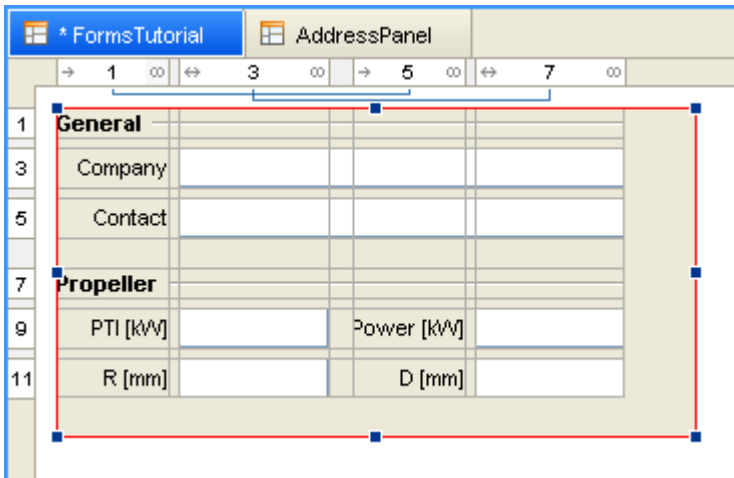 * FormsTutorial AddressPanel
1 3 5 7
1 General
3 Company
5 Contact
7 Propeller
9 PTI [kW] Power [kW]
11 R [mm] D [mm]